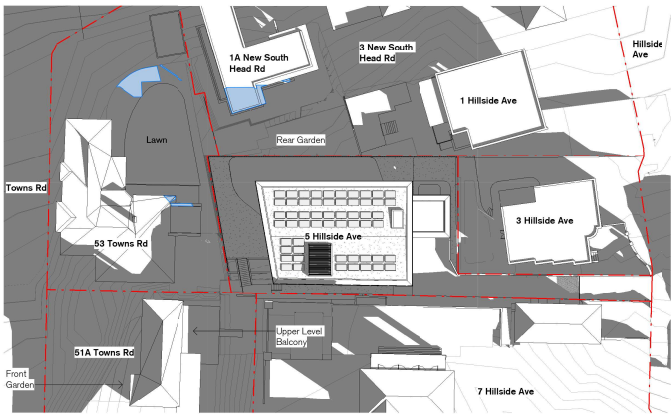 1A New South
Head Rd
3 New South
Head Rd
Hillside
Ave
1 Hillside Ave
Lawn
Rear Garden
Towns Rd
53 Towns Rd
5 Hillside Ave
3 Hillside Ave
Upper Level
Balcony
51A Towns Rd
Front
Garden
7 Hillside Ave